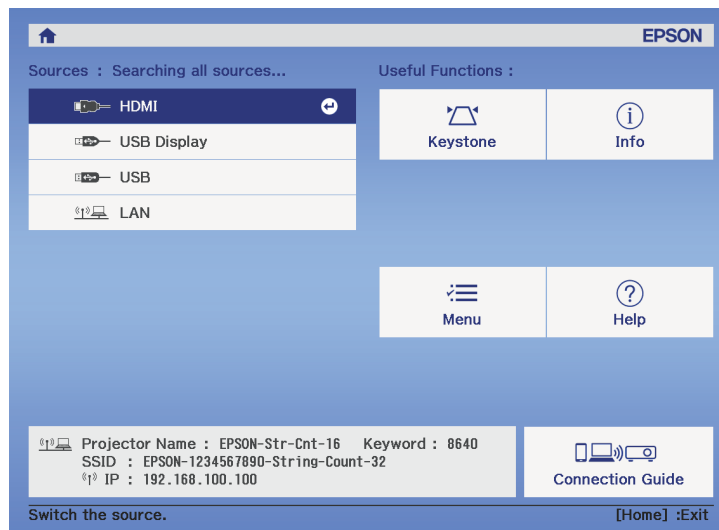 EPSON
Sources : Searching all sources...
HDMI
USB Display
USB
LAN
Useful Functions :
Keystone
Info
Menu
Help
Projector Name : EPSON-Str-Cnt-16 Keyword : 8640
SSID : EPSON-1234567890-String-Count-32
IP : 192.168.100.100
Connection Guide
Switch the source.
[Home] :Exit